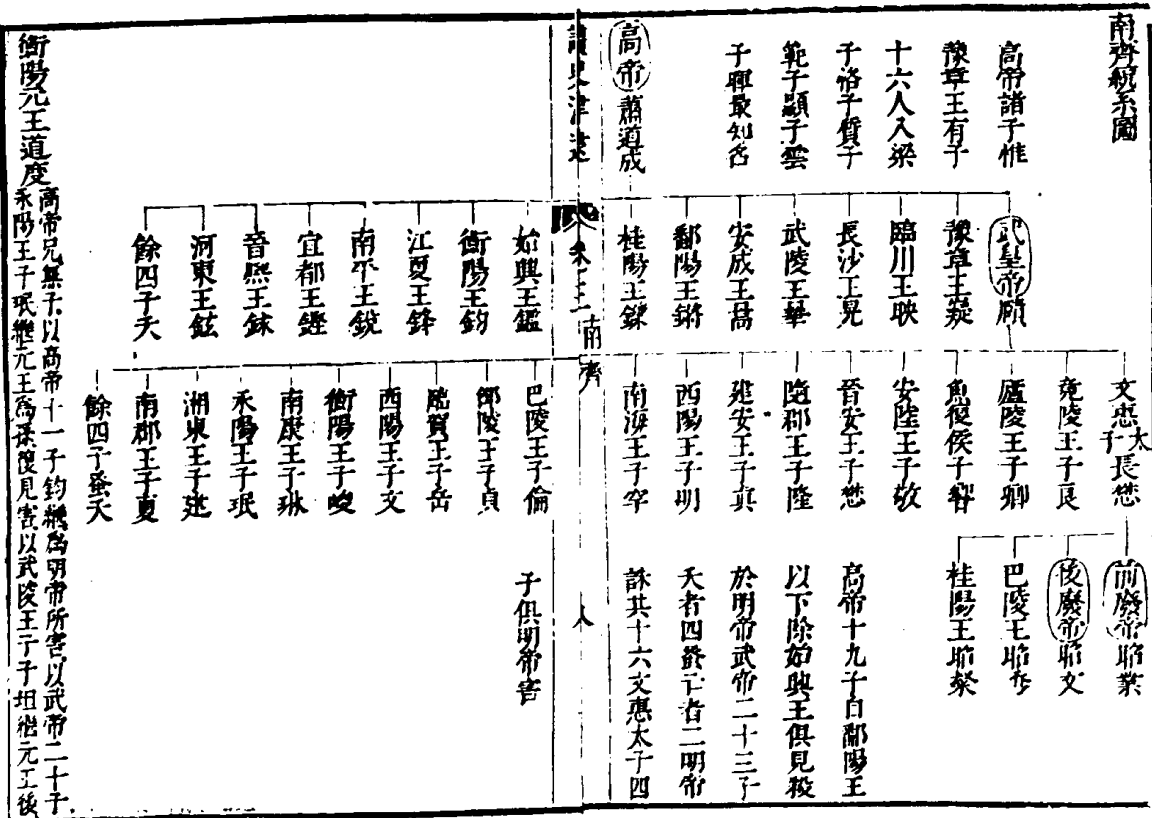 南齊統系圖
高帝諸子惟
豫章王有子
十六人入梁
子恪子質子
範子顯子雲
子暉最知名
高帝蕭道成
武皇帝賾
豫章王嶷
臨川王映
長沙王晃
武陵王曅
安成王暠
鄱陽王鏘
桂陽王鑠
文惠太子長懋
竟陵王子良
廬陵王子卿
魚復侯子響
安陸王子敬
晉安王子懋
隨郡王子隆
建安王子真
西陽王子明
南海王子罕
前廢帝昭業
後廢帝昭文
巴陵王昭秀
桂陽王昭粲
高帝十九子自鄱陽王
以下除始興王俱見殺
於明帝武帝二十三子
夭者四發亡者二明帝
誅其十六文惠太子四
讀史津逮
卷三
南齊
八
始興王鑑
衡陽王鈞
江夏王鋒
南平王銳
宜都王鏗
晉熙王銶
河東王鉉
餘四子夭
巴陵王子倫
邵陵王子貞
臨賀王子岳
西陽王子文
衡陽王子峻
南康王子琳
永陽王子珉
湘東王子建
南郡王子夏
餘四子蚤夭
子俱明帝害
衡陽元王道度
高帝兄無子以高帝十一子鈞繼為明帝所害以武帝二十子
永陽王子珉繼元王為孫復見害以武陵王子子坦繼元王後